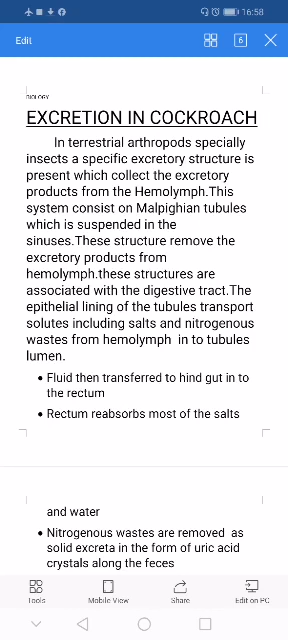 16:58
Edit
6
BIOLOGY
EXCRETION IN COCKROACH
In terrestrial arthropods specially
insects a specific excretory structure is
present which collect the excretory
products from the Hemolymph.This
system consist on Malpighian tubules
which is suspended in the
sinuses.These structure remove the
excretory products from
hemolymph.these structures are
associated with the digestive tract.The
epithelial lining of the tubules transport
solutes including salts and nitrogenous
wastes from hemolymph in to tubules
lumen.
• Fluid then transferred to hind gut in to
the rectum
• Rectum reabsorbs most of the salts
and water
• Nitrogenous wastes are removed as
solid excreta in the form of uric acid
crystals along the feces
Tools
Mobile View
Share
Edit on PC